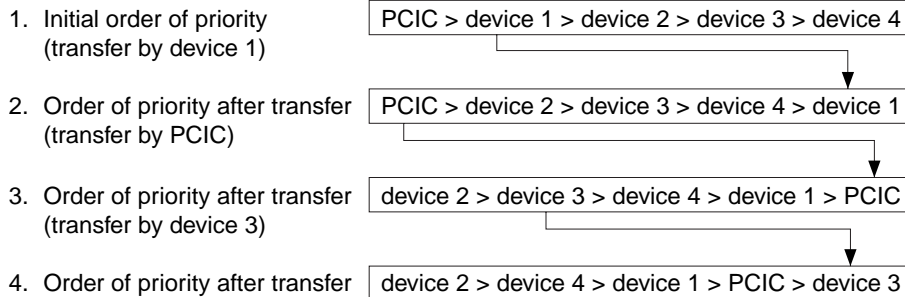 1. Initial order of priority
(transfer by device 1)
PCIC > device 1 > device 2 > device 3 > device 4
2. Order of priority after transfer
(transfer by PCIC)
PCIC > device 2 > device 3 > device 4 > device 1
3. Order of priority after transfer
(transfer by device 3)
device 2 > device 3 > device 4 > device 1 > PCIC
4. Order of priority after transfer
device 2 > device 4 > device 1 > PCIC > device 3